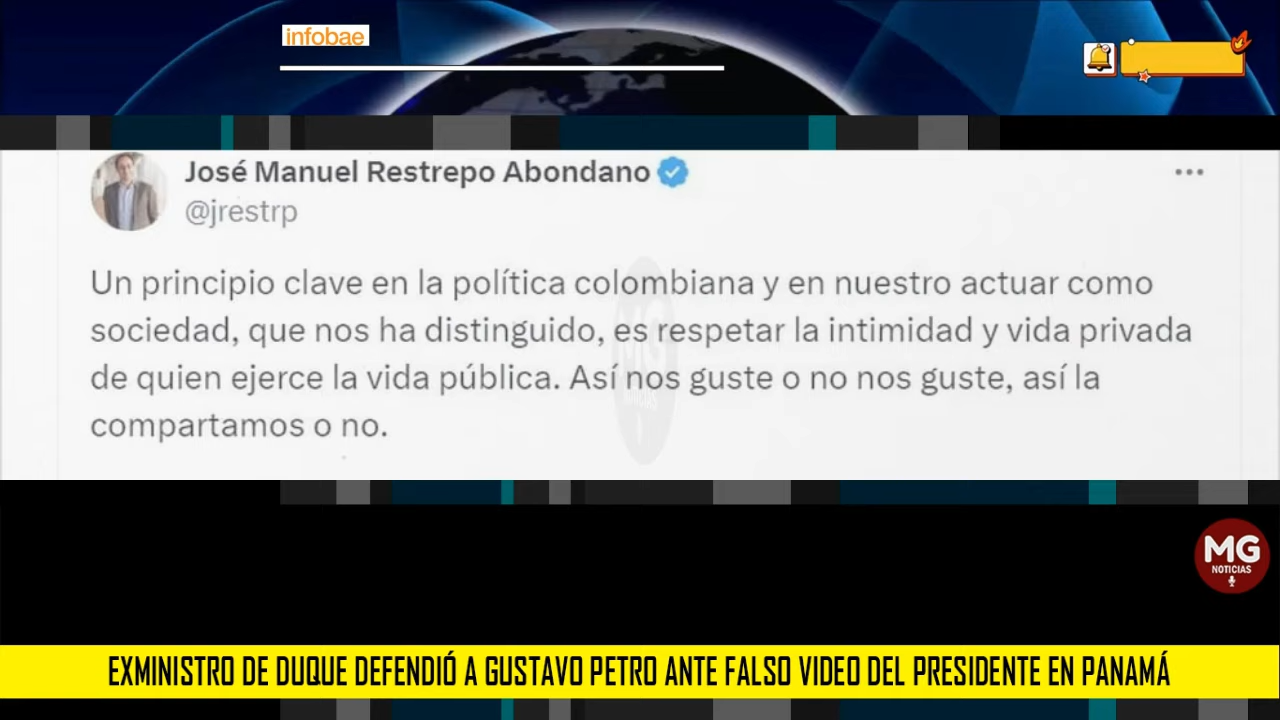 infobae
José Manuel Restrepo Abondano
@jrestrp
Un principio clave en la política colombiana y en nuestro actuar como
sociedad, que nos ha distinguido, es respetar la intimidad y vida privada
de quien ejerce la vida pública. Así nos guste o no nos guste, así la
compartamos o no.
MG
NOTICIAS
MG
NOTICIAS
EXMINISTRO DE DUQUE DEFENDIÓ A GUSTAVO PETRO ANTE FALSO VIDEO DEL PRESIDENTE EN PANAMÁ